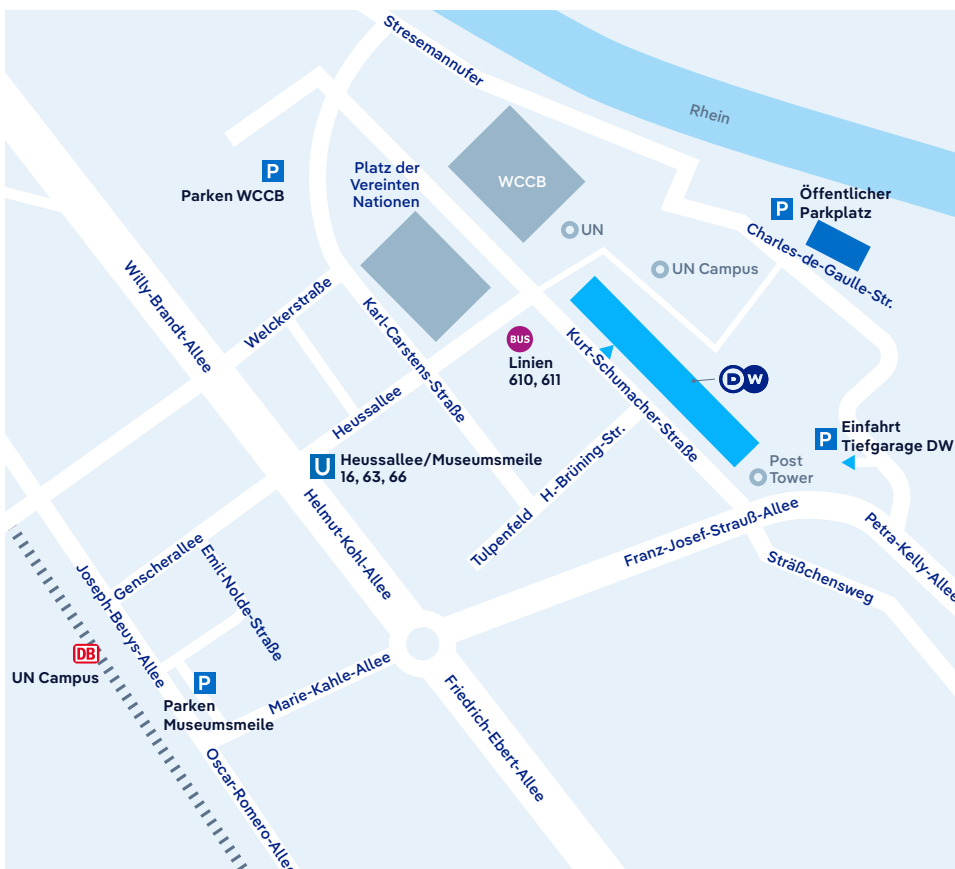 Stresemannufer
Rhein
P
Parken WCCB
Platz der
Vereinten
Nationen
WCCB
UN
P
Öffentlicher
Parkplatz
Charles-de-Gaulle-Str.
UN Campus
Willy-Brandt-Allee
Welckerstraße
Karl-Carstens-Straße
BUS
Linien
610, 611
Kurt-Schumacher-Straße
DW
Heussallee
H.-Brüning-Str.
P
Einfahrt
Tiefgarage DW
U
Heussallee/Museumsmeile
16, 63, 66
Post
Tower
Helmut-Kohl-Allee
Tulpenfeld
Franz-Josef-Strauß-Allee
Petra-Kelly-Allee
Sträßchensweg
Genscherallee
Emil-Nolde-Straße
Joseph-Beuys-Allee
DB
UN Campus
P
Parken
Museumsmeile
Marie-Kahle-Allee
Friedrich-Ebert-Allee
Oscar-Romero-Allee